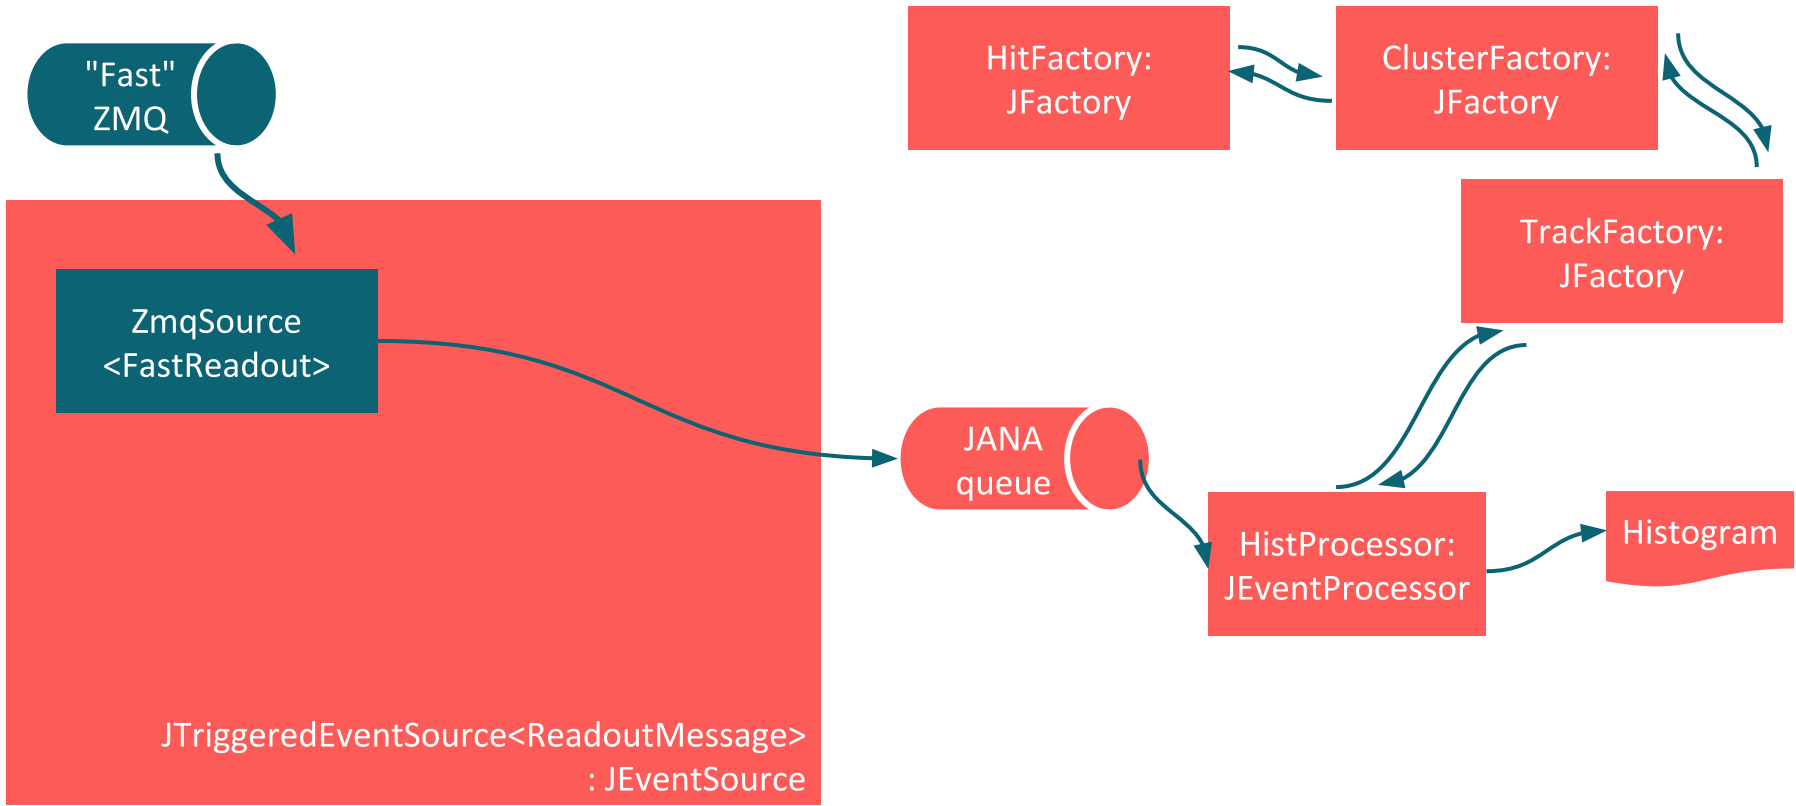 "Fast"
ZMQ
ZmqSource
<FastReadout>
JTriggeredEventSource<ReadoutMessage>
: JEventSource
JANA
queue
HitFactory:
JFactory
ClusterFactory:
JFactory
TrackFactory:
JFactory
HistProcessor:
JEventProcessor
Histogram